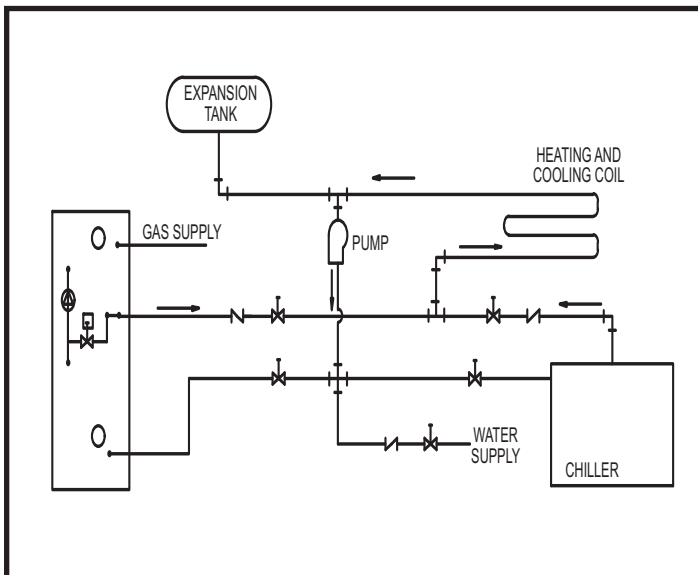 EXPANSION
TANK
HEATING AND
COOLING COIL
GAS SUPPLY
PUMP
WATER
SUPPLY
CHILLER